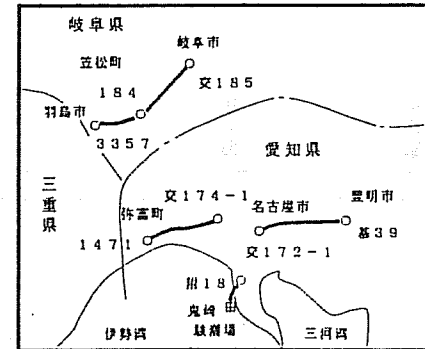 岐阜県
岐阜市
笠松町
184
交185
羽島市
3357
愛知県
三重県
交174-1
豊明市
弥富町
名古屋市
1471
基39
交172-1
附18
鬼崎
験潮場
伊勢湾
三河湾